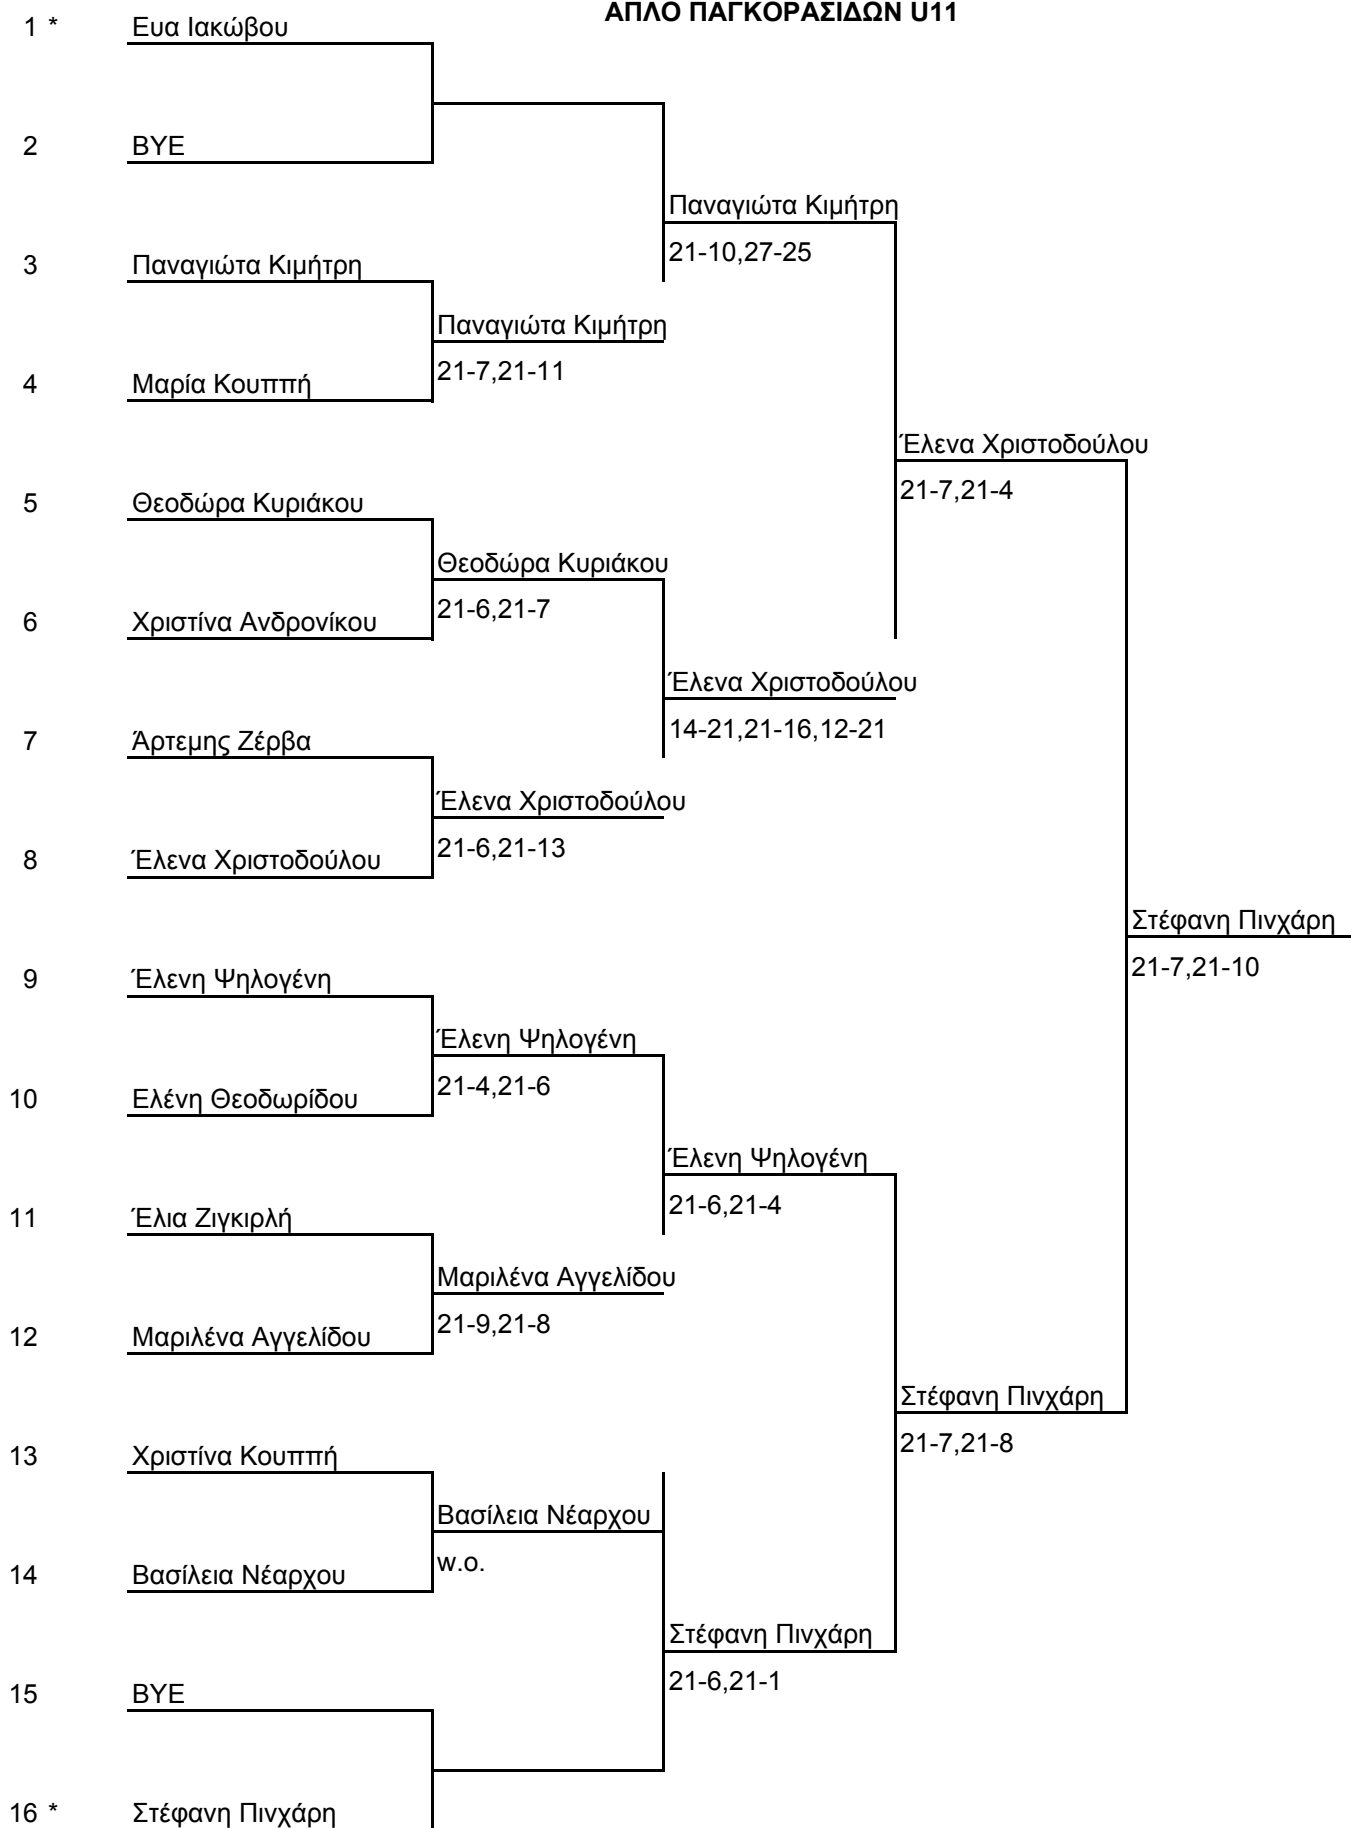 ΑΠΛΟ ΠΑΓΚΟΡΑΣΙΔΩΝ U11
1 * Ευα Ιακώβου
2 BYE
Παναγιώτα Κιμήτρη
21-10,27-25
3 Παναγιώτα Κιμήτρη
Παναγιώτα Κιμήτρη
21-7,21-11
4 Μαρία Κουππή
Έλενα Χριστοδούλου
21-7,21-4
5 Θεοδώρα Κυριάκου
Θεοδώρα Κυριάκου
21-6,21-7
6 Χριστίνα Ανδρονίκου
Έλενα Χριστοδούλου
14-21,21-16,12-21
7 Άρτεμης Ζέρβα
Έλενα Χριστοδούλου
21-6,21-13
8 Έλενα Χριστοδούλου
Στέφανη Πινχάρη
21-7,21-10
9 Έλενη Ψηλογένη
Έλενη Ψηλογένη
21-4,21-6
10 Ελένη Θεοδωρίδου
Έλενη Ψηλογένη
21-6,21-4
11 Έλια Ζιγκιρλή
Μαριλένα Αγγελίδου
21-9,21-8
12 Μαριλένα Αγγελίδου
Στέφανη Πινχάρη
21-7,21-8
13 Χριστίνα Κουππή
Βασίλεια Νέαρχου
w.o.
14 Βασίλεια Νέαρχου
Στέφανη Πινχάρη
21-6,21-1
15 BYE
16 * Στέφανη Πινχάρη